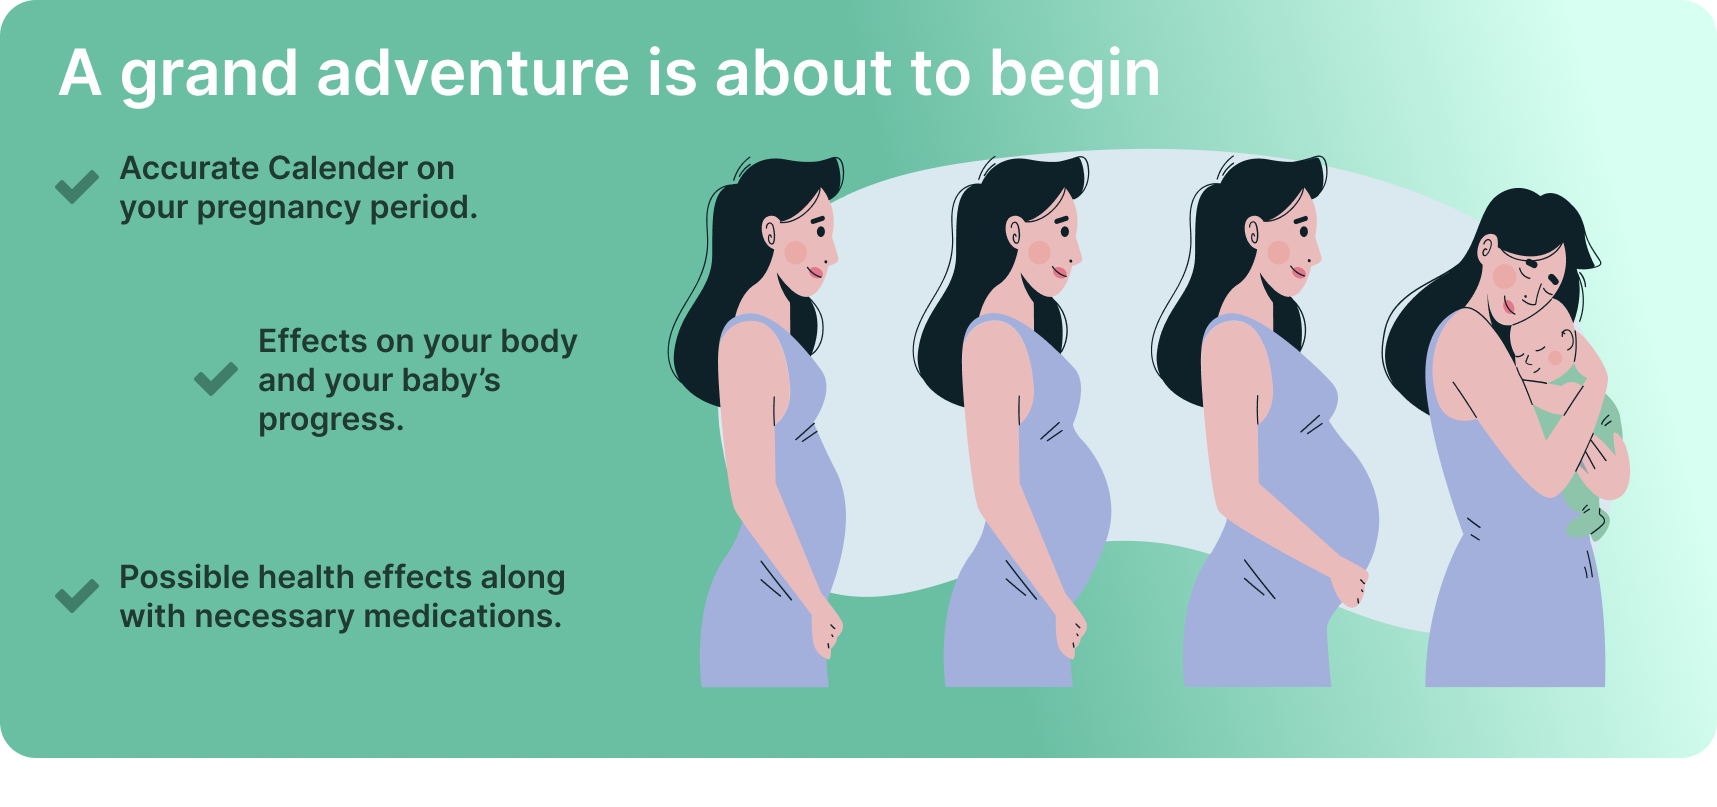 A grand adventure is about to begin
Accurate Calender on
your pregnancy period.
Effects on your body
and your baby’s
progress.
Possible health effects along
with necessary medications.